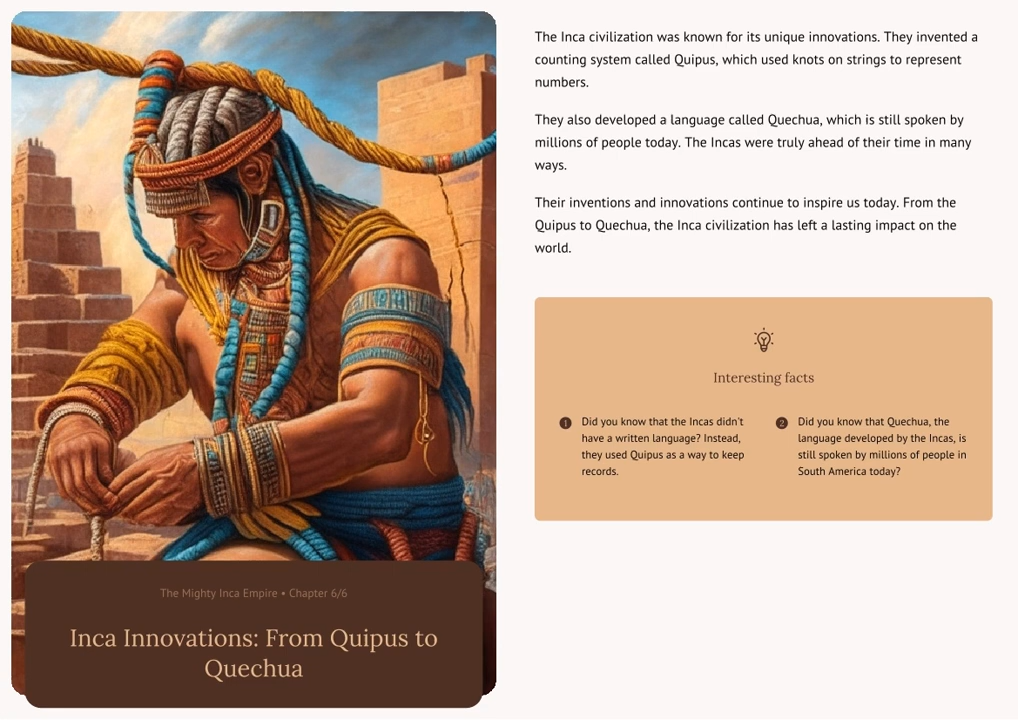 The Mighty Inca Empire • Chapter 6/6
Inca Innovations: From Quipus to
Quechua
The Inca civilization was known for its unique innovations. They invented a
counting system called Quipus, which used knots on strings to represent
numbers.
They also developed a language called Quechua, which is still spoken by
millions of people today. The Incas were truly ahead of their time in many
ways.
Their inventions and innovations continue to inspire us today. From the
Quipus to Quechua, the Inca civilization has left a lasting impact on the
world.
Interesting facts
1 Did you know that the Incas didn't
have a written language? Instead,
they used Quipus as a way to keep
records.
2 Did you know that Quechua, the
language developed by the Incas, is
still spoken by millions of people in
South America today?